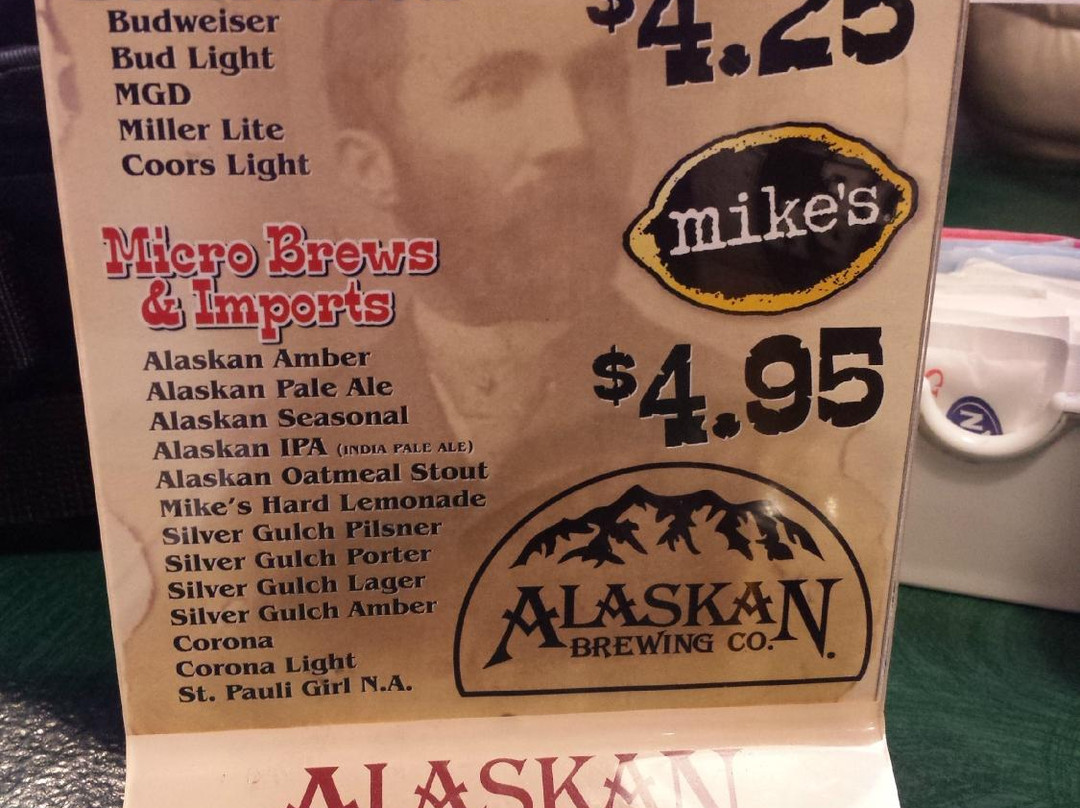 Budweiser
$4.25
Bud Light
MGD
Miller Lite
Coors Light
mike's
Micro Brews
& Imports
$4.95
Alaskan Amber
Alaskan Pale Ale
Alaskan Seasonal
Alaskan IPA (INDIA PALE ALE)
Alaskan Oatmeal Stout
Mike's Hard Lemonade
Silver Gulch Pilsner
Silver Gulch Porter
Silver Gulch Lager
Silver Gulch Amber
Corona
Corona Light
St. Pauli Girl N.A.
ALASKAN
BREWING CO.
ALASKAN